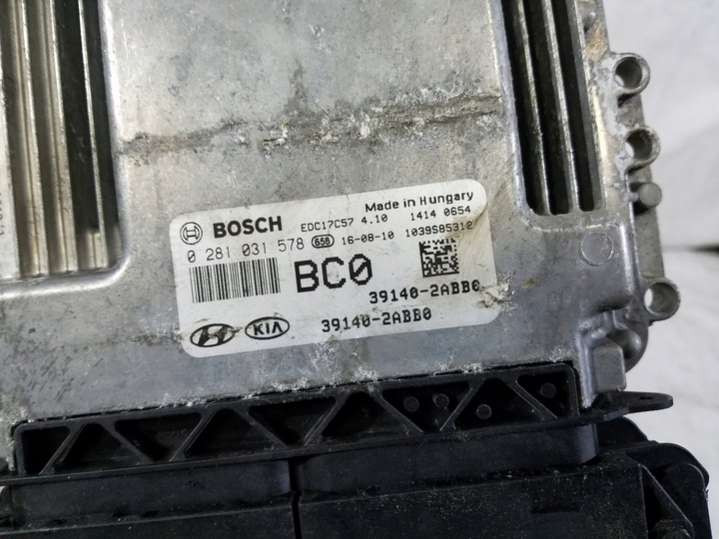 Made in Hungary
BOSCH EDC17C57 4.10 1414 0654
0 281 031 578 656 16-08-10 1039S85312
BC0
39140-2ABB0
KIA 39140-2ABB0